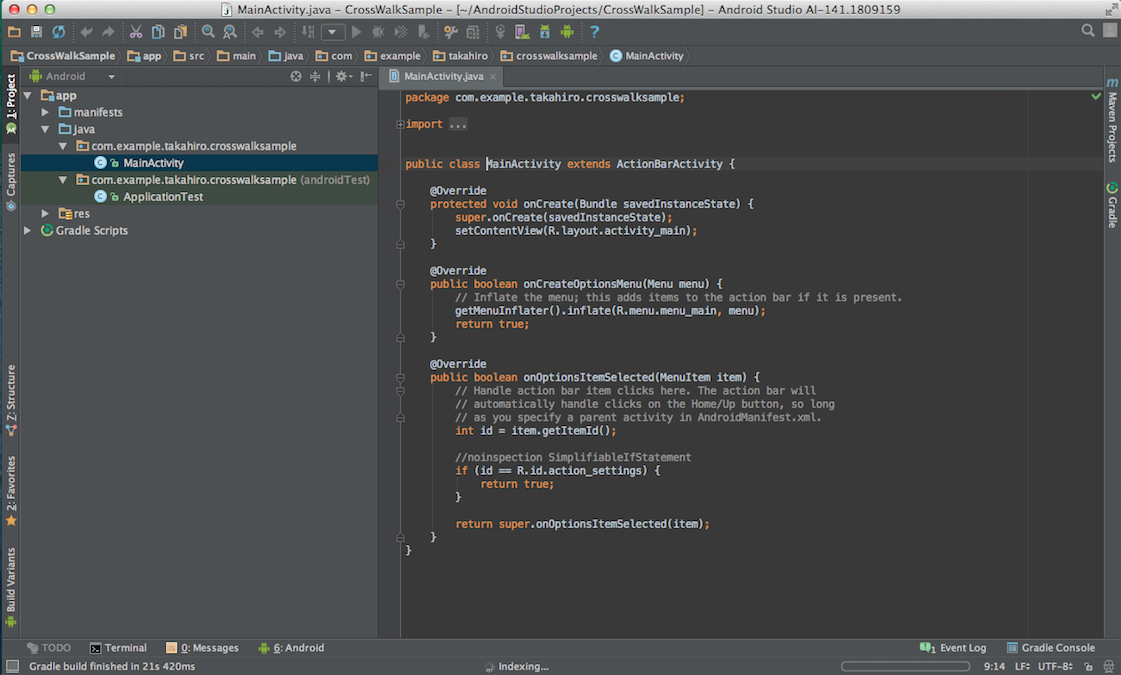 MainActivity.java – CrossWalkSample – [~/AndroidStudioProjects/CrossWalkSample] – Android Studio AI-141.1809159
CrossWalkSample app src main java com example takahiro crosswalksample MainActivity
1: Project
Captures
Z: Structure
2: Favorites
Build Variants
Android
app
manifests
java
com.example.takahiro.crosswalksample
MainActivity
com.example.takahiro.crosswalksample (androidTest)
ApplicationTest
res
Gradle Scripts
MainActivity.java
package com.example.takahiro.crosswalksample;
import ...
public class MainActivity extends ActionBarActivity {
@Override
protected void onCreate(Bundle savedInstanceState) {
super.onCreate(savedInstanceState);
setContentView(R.layout.activity_main);
}
@Override
public boolean onCreateOptionsMenu(Menu menu) {
// Inflate the menu; this adds items to the action bar if it is present.
getMenuInflater().inflate(R.menu.menu_main, menu);
return true;
}
@Override
public boolean onOptionsItemSelected(MenuItem item) {
// Handle action bar item clicks here. The action bar will
// automatically handle clicks on the Home/Up button, so long
// as you specify a parent activity in AndroidManifest.xml.
int id = item.getItemId();
//noinspection SimplifiableIfStatement
if (id == R.id.action_settings) {
return true;
}
return super.onOptionsItemSelected(item);
}
}
Maven Projects
Gradle
TODO Terminal 0: Messages 6: Android 1 Event Log Gradle Console
Gradle build finished in 21s 420ms Indexing... 9:14 LF UTF-8